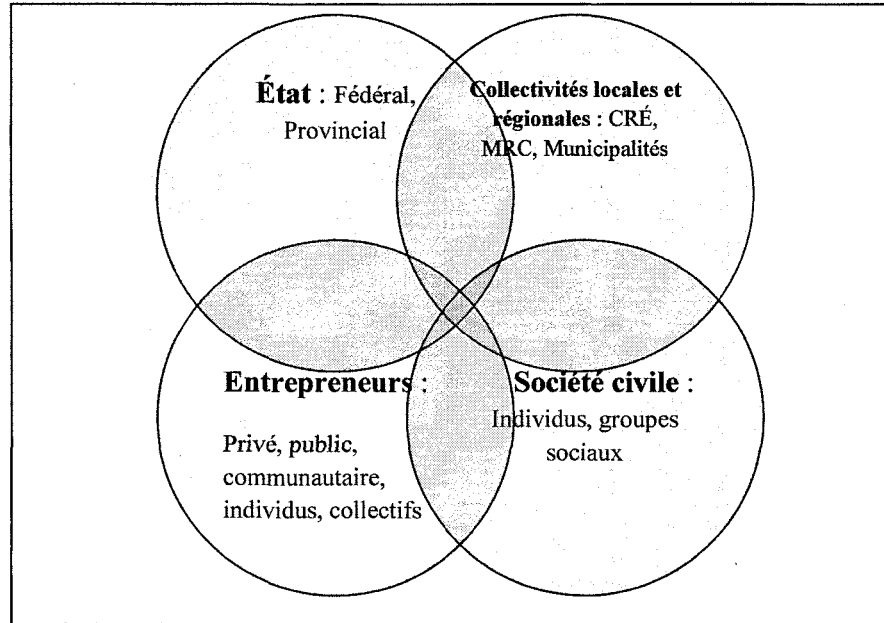 État : Fédéral,
Provincial
Collectivités locales et
régionales : CRÉ,
MRC, Municipalités
Entrepreneurs :
Privé, public,
communautaire,
individus, collectifs
Société civile :
Individus, groupes
sociaux